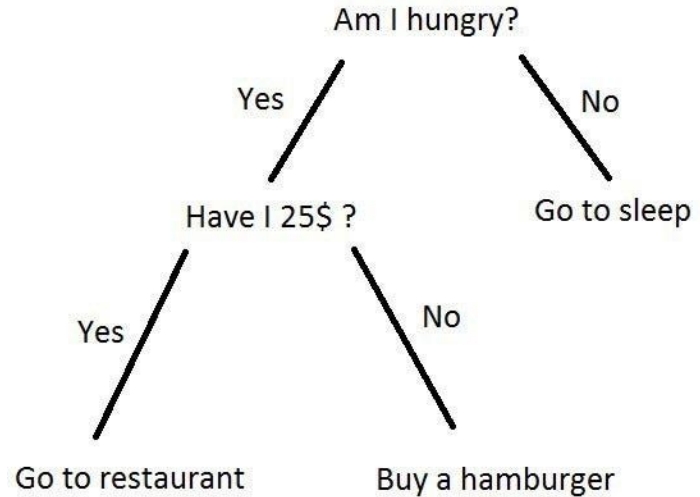 Am I hungry?
Yes
No
Have I 25$ ?
Go to sleep
Yes
No
Go to restaurant
Buy a hamburger